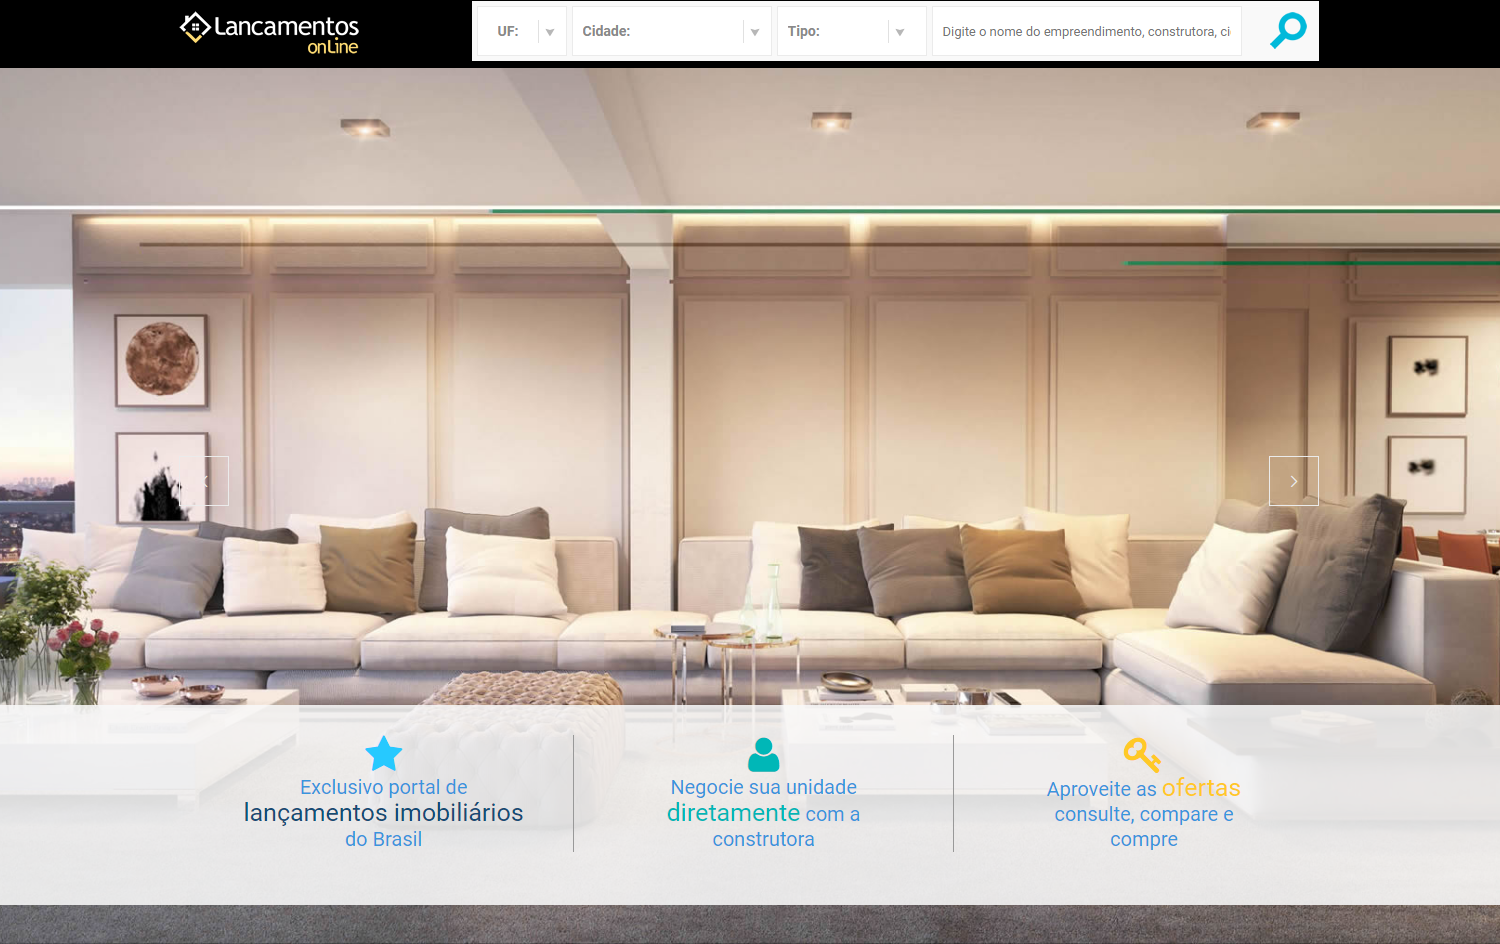 Lancamentos
onLine
UF:
Cidade:
Tipo:
Digite o nome do empreendimento, construtora, ci
Exclusivo portal de
lançamentos imobiliários
do Brasil
Negocie sua unidade
diretamente com a
construtora
Aproveite as ofertas
consulte, compare e
compre